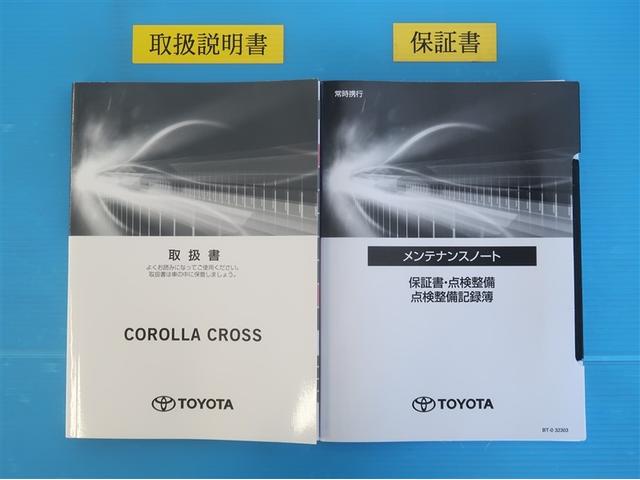 取扱説明書
保証書
取扱書
よくお読みになってご使用ください。
取扱書は車の中に保管しましょう。
COROLLA CROSS
TOYOTA
常時携行
メンテナンスノート
保証書・点検整備
点検整備記録簿
TOYOTA
BT-0 32303